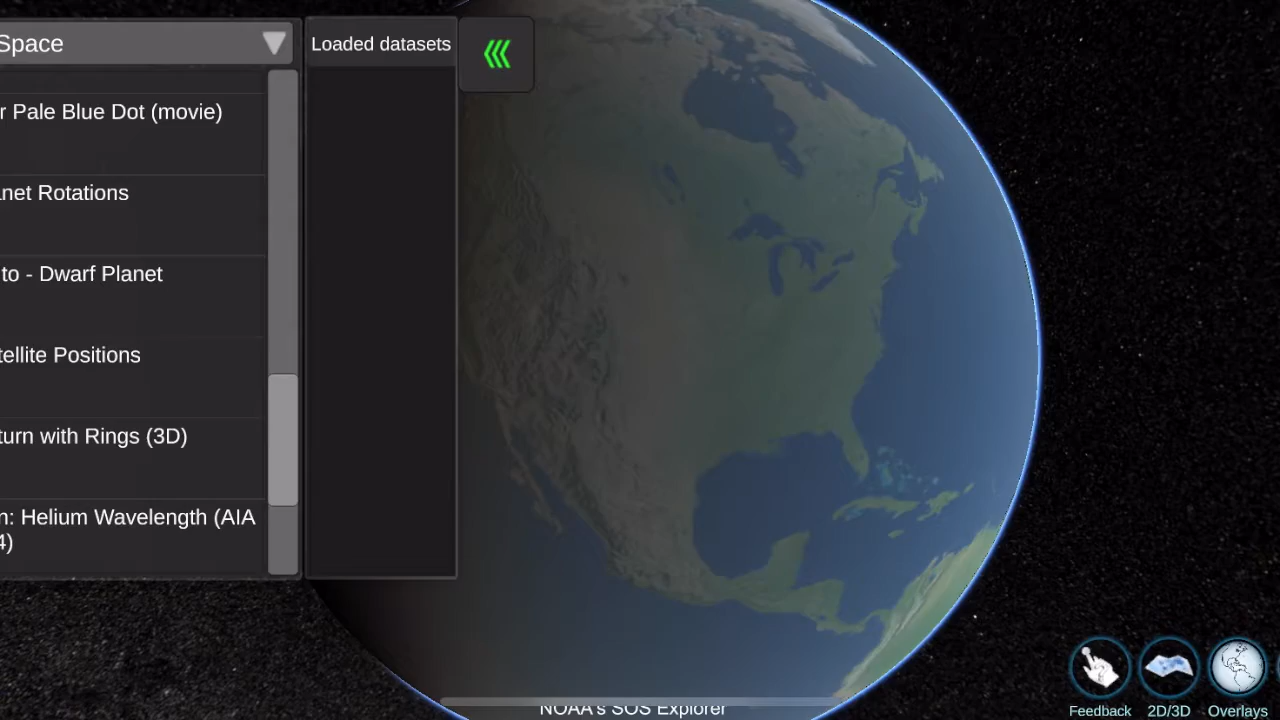 Space
Loaded datasets
r Pale Blue Dot (movie)
net Rotations
to - Dwarf Planet
ellite Positions
turn with Rings (3D)
n: Helium Wavelength (AIA
4)
NOAA's SOS Explorer
Feedback
2D/3D
Overlays